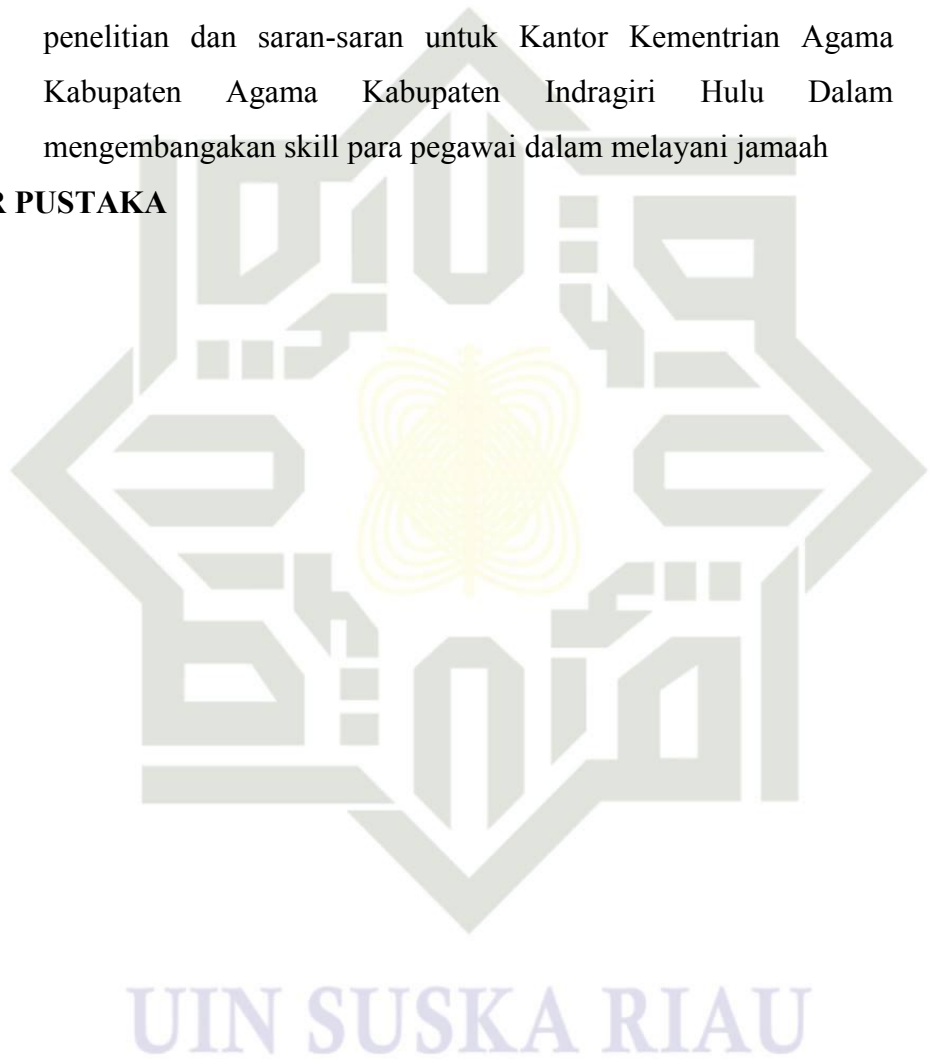 penelitian dan saran-saran untuk Kantor Kementrian Agama
Kabupaten Agama Kabupaten Indragiri Hulu Dalam
mengembangakan skill para pegawai dalam melayani jamaah
R PUSTAKA
UIN SUSKA RIAU